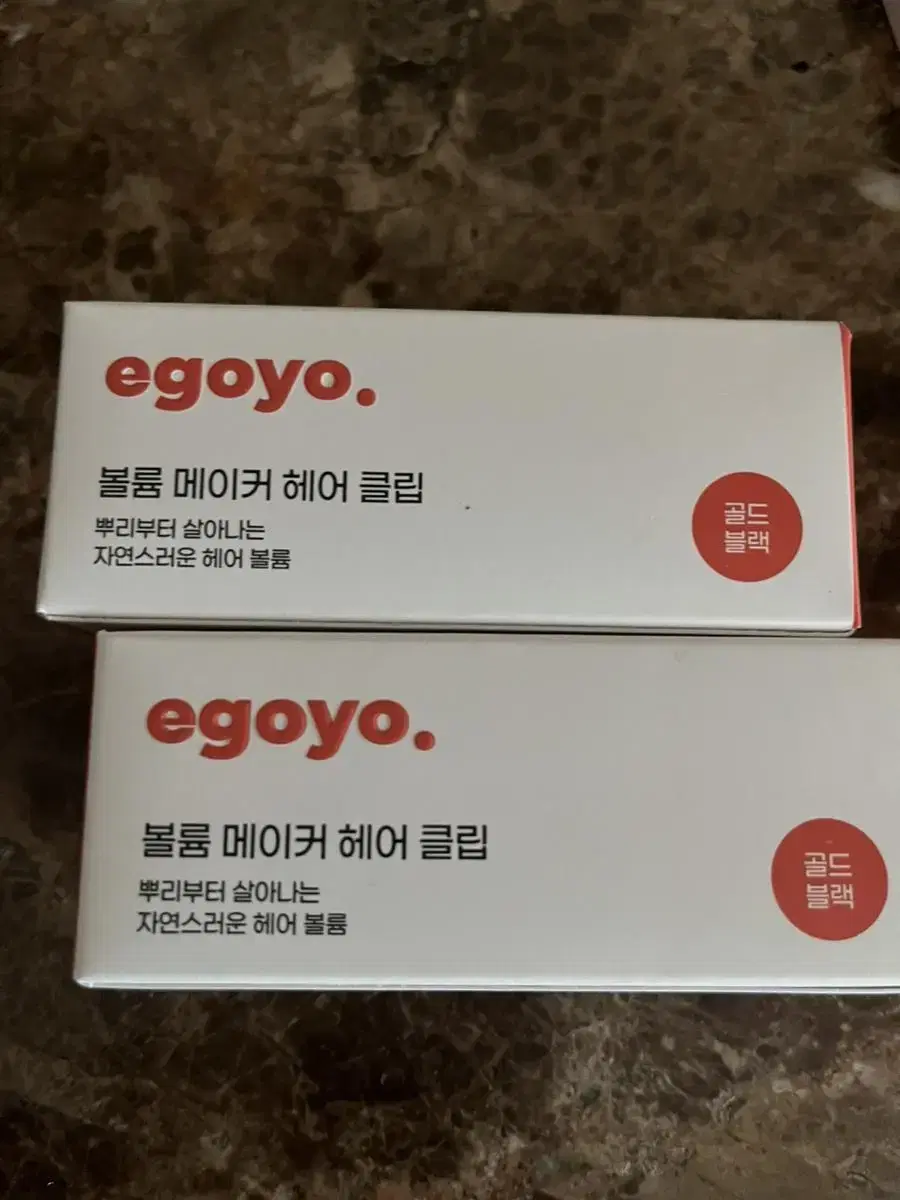 egoyo.
볼륨 메이커 헤어 클립
뿌리부터 살아나는
자연스러운 헤어 볼륨
골드
블랙
egoyo.
볼륨 메이커 헤어 클립
뿌리부터 살아나는
자연스러운 헤어 볼륨
골드
블랙